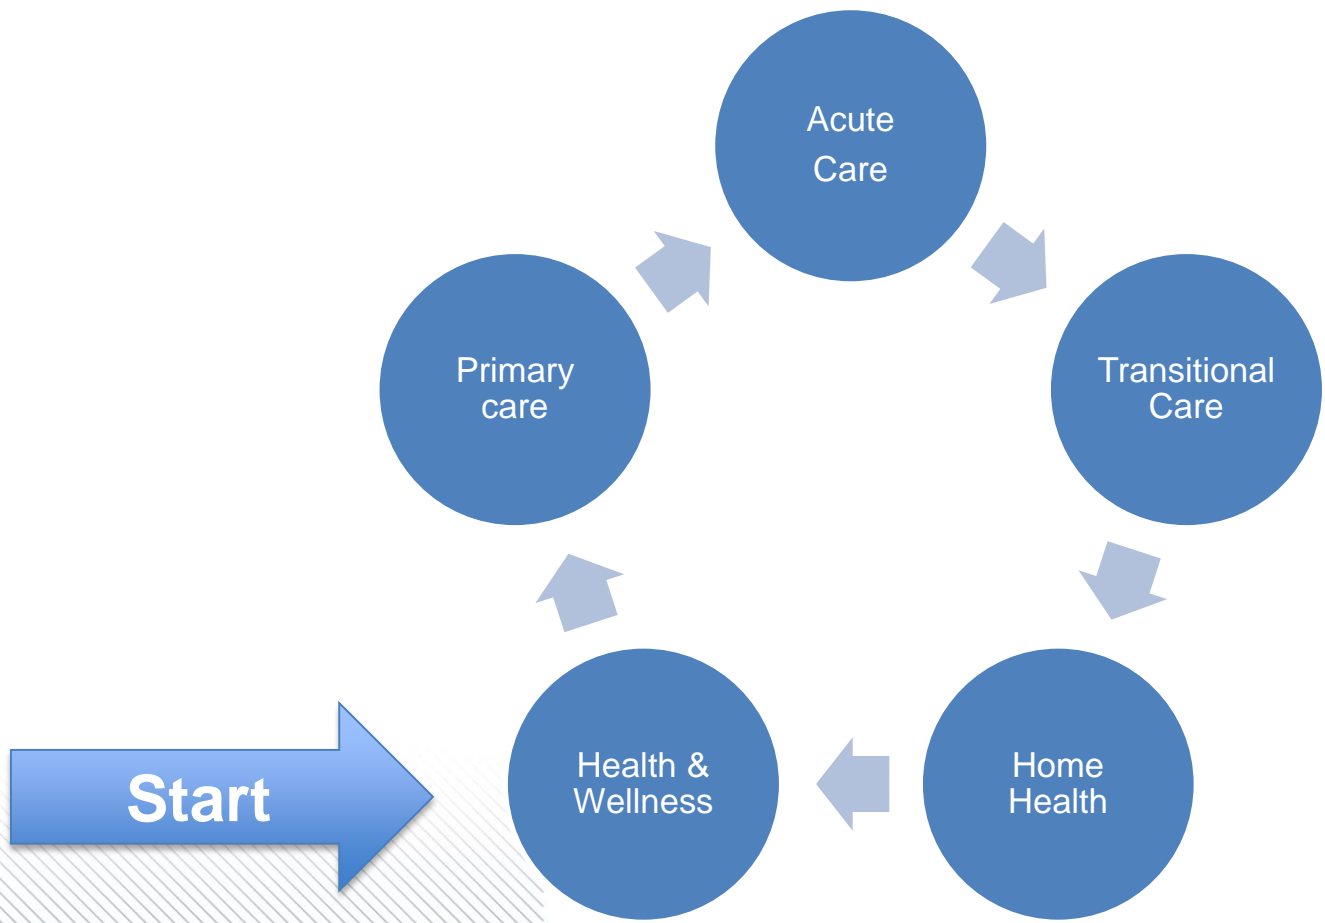 Acute
Care
Primary
care
Transitional
Care
Start
Health &
Wellness
Home
Health